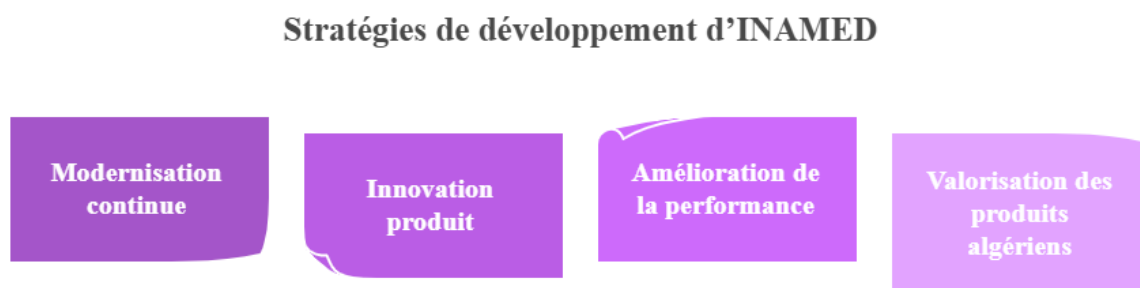 Stratégies de développement d’INAMED
Modernisation
continue
Innovation
produit
Amélioration de
la performance
Valorisation des
produits
algériens